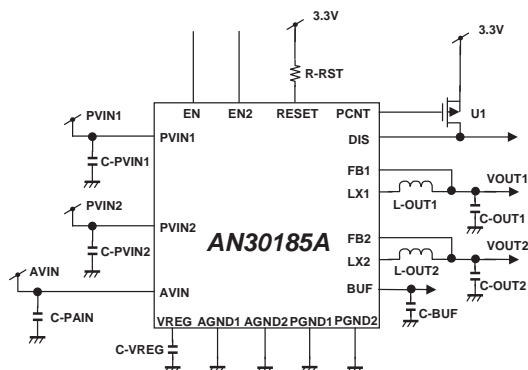 3.3V
3.3V
R-RST
EN
EN2
RESET
PCNT
U1
PVIN1
PVIN1
DIS
C-PVIN1
FB1
LX1
VOUT1
L-OUT1
C-OUT1
PVIN2
PVIN2
C-PVIN2
AN30185A
FB2
VOUT2
LX2
L-OUT2
C-OUT2
AVIN
AVIN
BUF
C-PAIN
C-BUF
VREG
AGND1
AGND2
PGND1
PGND2
C-VREG